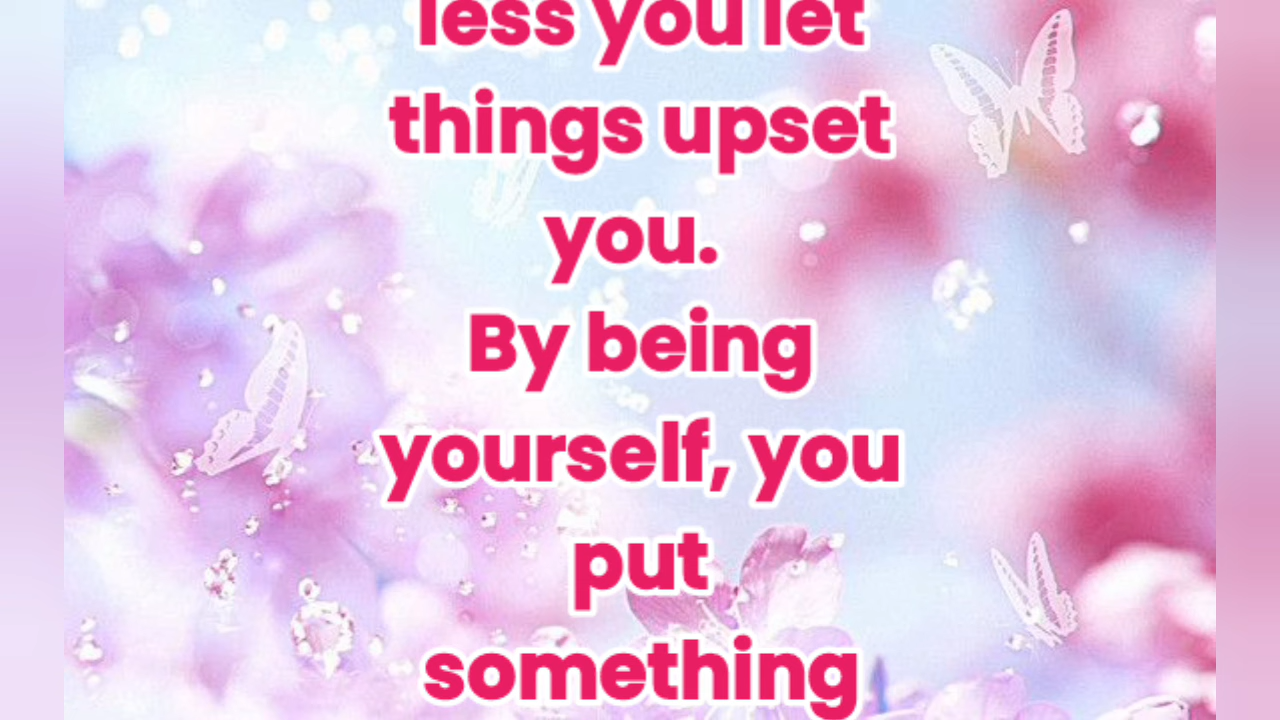 less you let
things upset
you.
By being
yourself, you
put
something